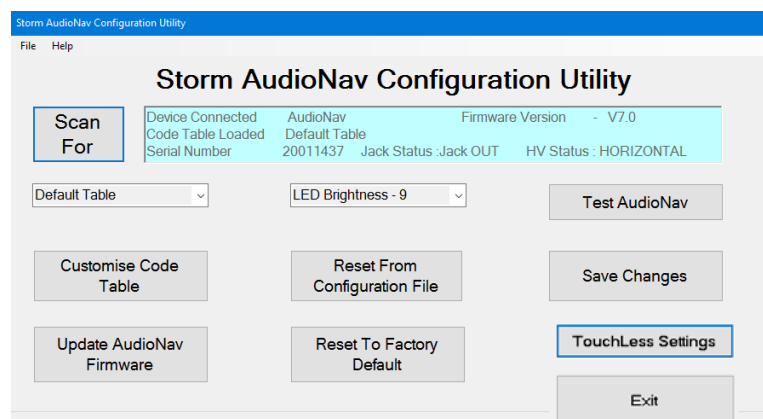 Storm AudioNav Configuration Utility
File Help
Storm AudioNav Configuration Utility
Scan
For
Device Connected AudioNav Firmware Version - V7.0
Code Table Loaded Default Table
Serial Number 20011437 Jack Status :Jack OUT HV Status : HORIZONTAL
Default Table LED Brightness - 9 Test AudioNav
Customise Code
Table
Reset From
Configuration File
Save Changes
Update AudioNav
Firmware
Reset To Factory
Default
TouchLess Settings
Exit